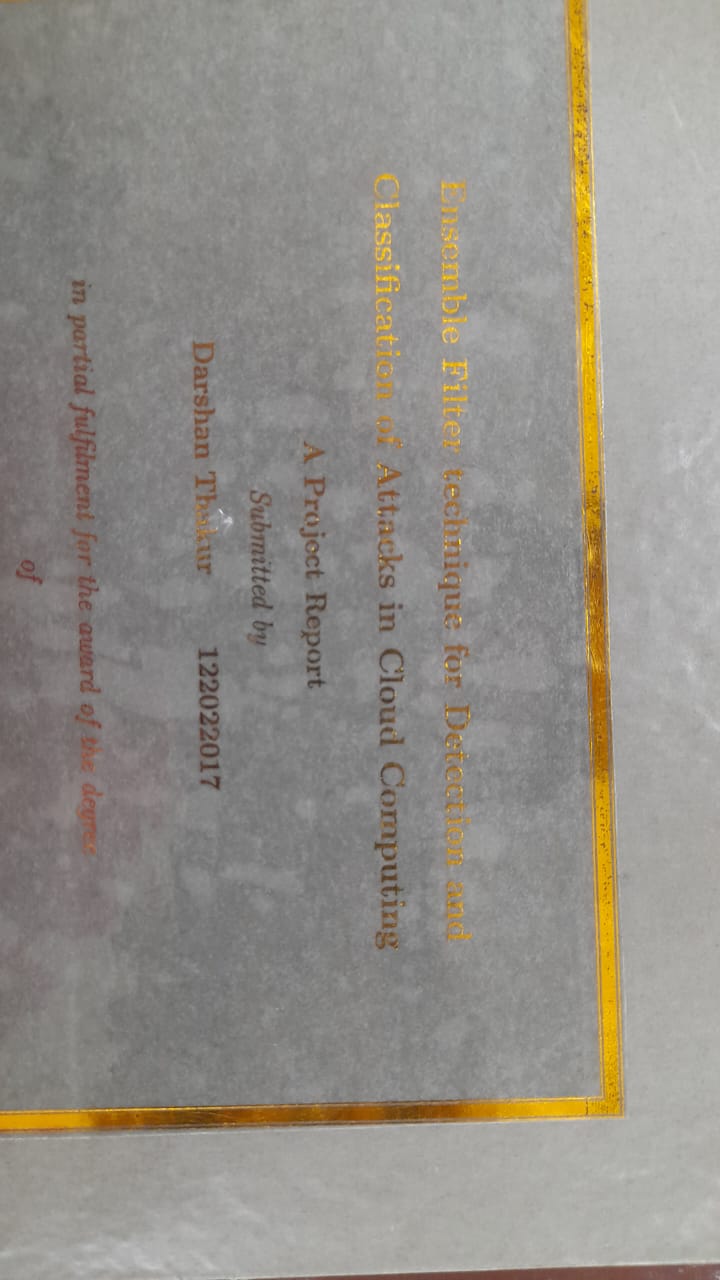 Ensemble Filter technique for Detection and
Classification of Attacks in Cloud Computing
A Project Report
Submitted by
Darshan Thakur 122022017
in partial fulfilment for the award of the degree
of